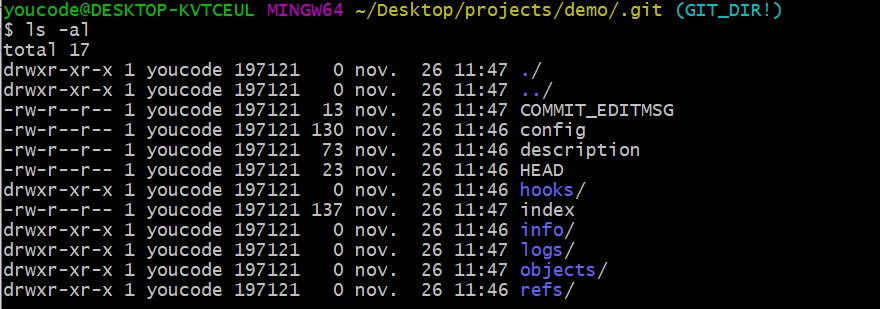 youcode@DESKTOP-KVTCEUL MINGW64 ~/Desktop/projects/demo/.git (GIT_DIR!)
$ ls -al
total 17
drwxr-xr-x 1 youcode 197121   0 nov.  26 11:47 ./
drwxr-xr-x 1 youcode 197121   0 nov.  26 11:47 ../
-rw-r--r-- 1 youcode 197121  13 nov.  26 11:47 COMMIT_EDITMSG
-rw-r--r-- 1 youcode 197121 130 nov.  26 11:46 config
-rw-r--r-- 1 youcode 197121  73 nov.  26 11:46 description
-rw-r--r-- 1 youcode 197121  23 nov.  26 11:46 HEAD
drwxr-xr-x 1 youcode 197121   0 nov.  26 11:46 hooks/
-rw-r--r-- 1 youcode 197121 137 nov.  26 11:47 index
drwxr-xr-x 1 youcode 197121   0 nov.  26 11:46 info/
drwxr-xr-x 1 youcode 197121   0 nov.  26 11:47 logs/
drwxr-xr-x 1 youcode 197121   0 nov.  26 11:47 objects/
drwxr-xr-x 1 youcode 197121   0 nov.  26 11:46 refs/